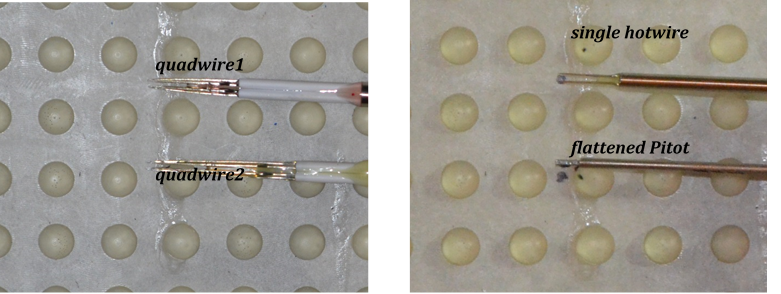 quadwire1
quadwire2
single hotwire
flattened Pitot